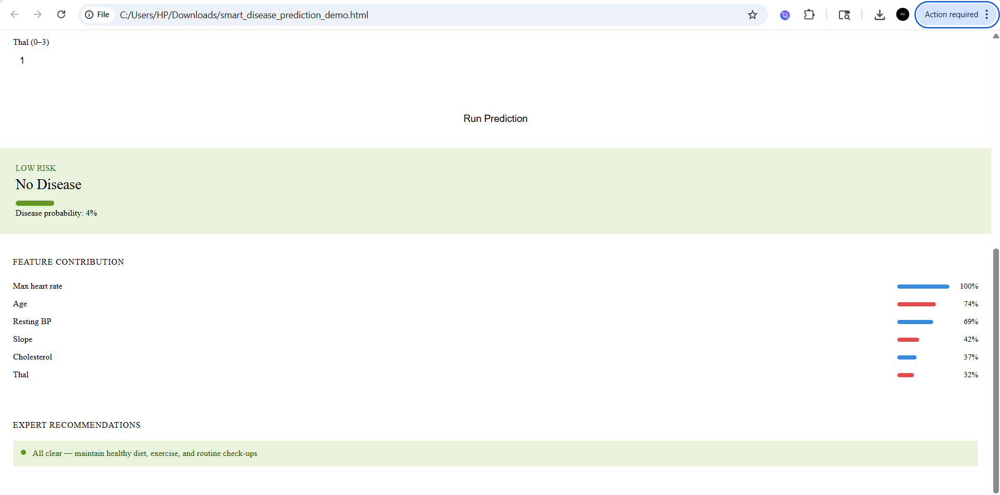 File C:/Users/HP/Downloads/smart_disease_prediction_demo.html Action required
Thal (0–3)
1
Run Prediction
LOW RISK
No Disease
Disease probability: 4%
FEATURE CONTRIBUTION
Max heart rate 100%
Age 74%
Resting BP 69%
Slope 42%
Cholesterol 37%
Thal 32%
EXPERT RECOMMENDATIONS
All clear — maintain healthy diet, exercise, and routine check-ups